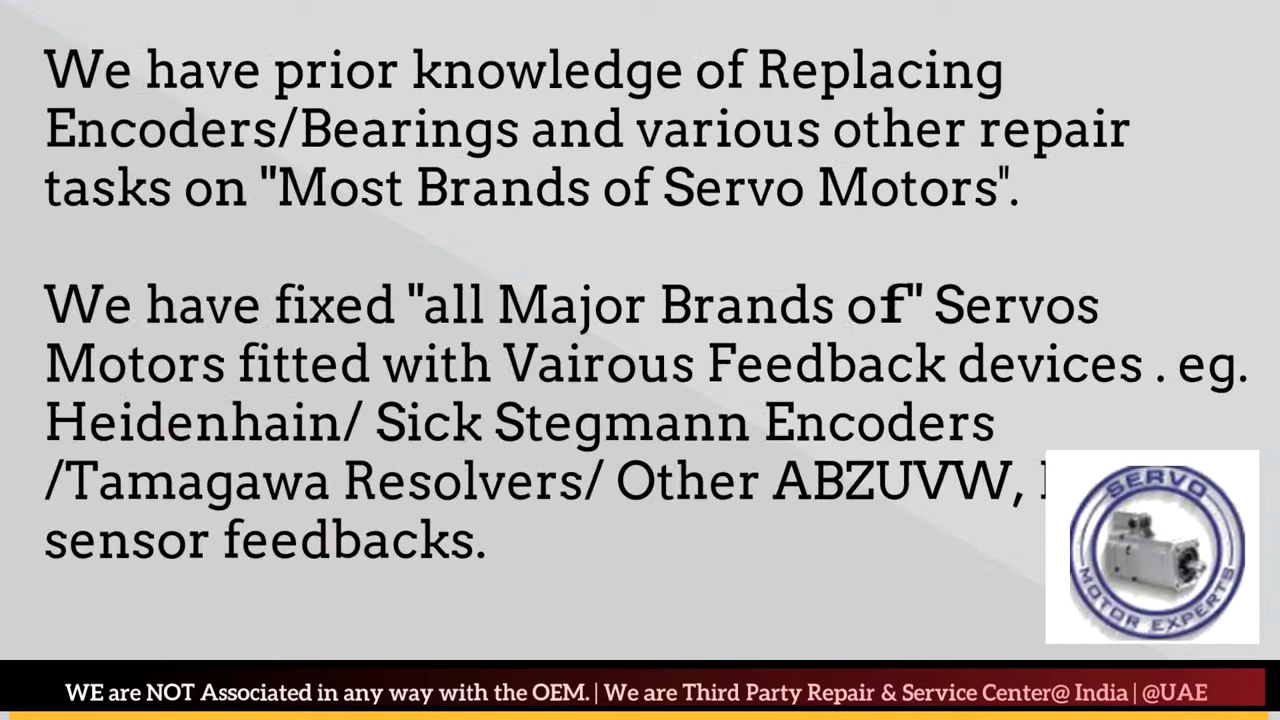 We have prior knowledge of Replacing
Encoders/Bearings and various other repair
tasks on "Most Brands of Servo Motors".
We have fixed "all Major Brands of" Servos
Motors fitted with Vairous Feedback devices . eg.
Heidenhain/ Sick Stegmann Encoders
/Tamagawa Resolvers/ Other ABZUVW,
sensor feedbacks.
SERVO
MOTOR EXPERTS
WE are NOT Associated in any way with the OEM. | We are Third Party Repair & Service Center@ India | @UAE